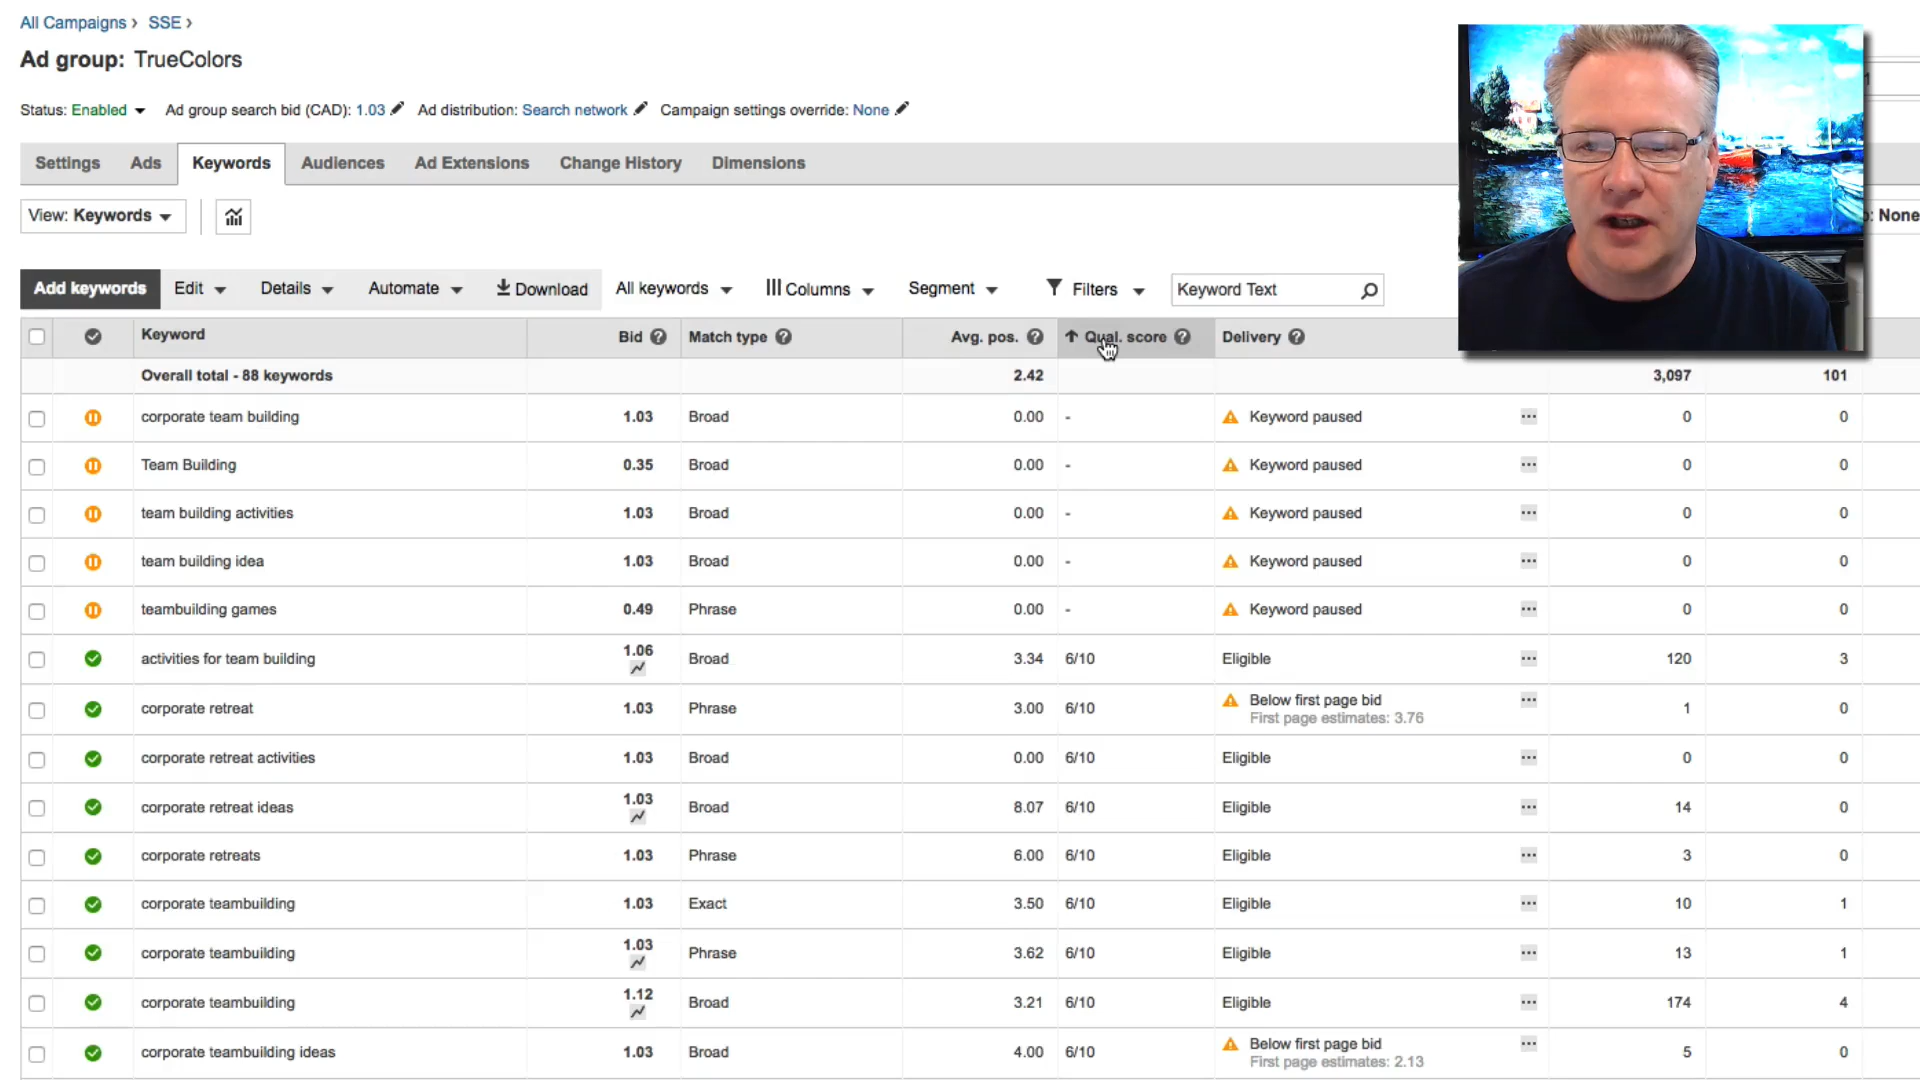 All Campaigns › SSE ›
Ad group: TrueColors
Status: Enabled Ad group search bid (CAD): 1.03 Ad distribution: Search network Campaign settings override: None
Settings Ads Keywords Audiences Ad Extensions Change History Dimensions
View: Keywords
: None
Add keywords Edit Details Automate Download All keywords Columns Segment Filters Keyword Text
Keyword Bid ? Match type ? Avg. pos. ? ↑ Qual. score ? Delivery ?
Overall total - 88 keywords 2.42 3,097 101
corporate team building 1.03 Broad 0.00 - Keyword paused ... 0 0
Team Building 0.35 Broad 0.00 - Keyword paused ... 0 0
team building activities 1.03 Broad 0.00 - Keyword paused ... 0 0
team building idea 1.03 Broad 0.00 - Keyword paused ... 0 0
teambuilding games 0.49 Phrase 0.00 - Keyword paused ... 0 0
activities for team building 1.06 Broad 3.34 6/10 Eligible ... 120 3
corporate retreat 1.03 Phrase 3.00 6/10 Below first page bid ... 1 0
First page estimates: 3.76
corporate retreat activities 1.03 Broad 0.00 6/10 Eligible ... 0 0
corporate retreat ideas 1.03 Broad 8.07 6/10 Eligible ... 14 0
corporate retreats 1.03 Phrase 6.00 6/10 Eligible ... 3 0
corporate teambuilding 1.03 Exact 3.50 6/10 Eligible ... 10 1
corporate teambuilding 1.03 Phrase 3.62 6/10 Eligible ... 13 1
corporate teambuilding 1.12 Broad 3.21 6/10 Eligible ... 174 4
corporate teambuilding ideas 1.03 Broad 4.00 6/10 Below first page bid ... 5 0
First page estimates: 2.13